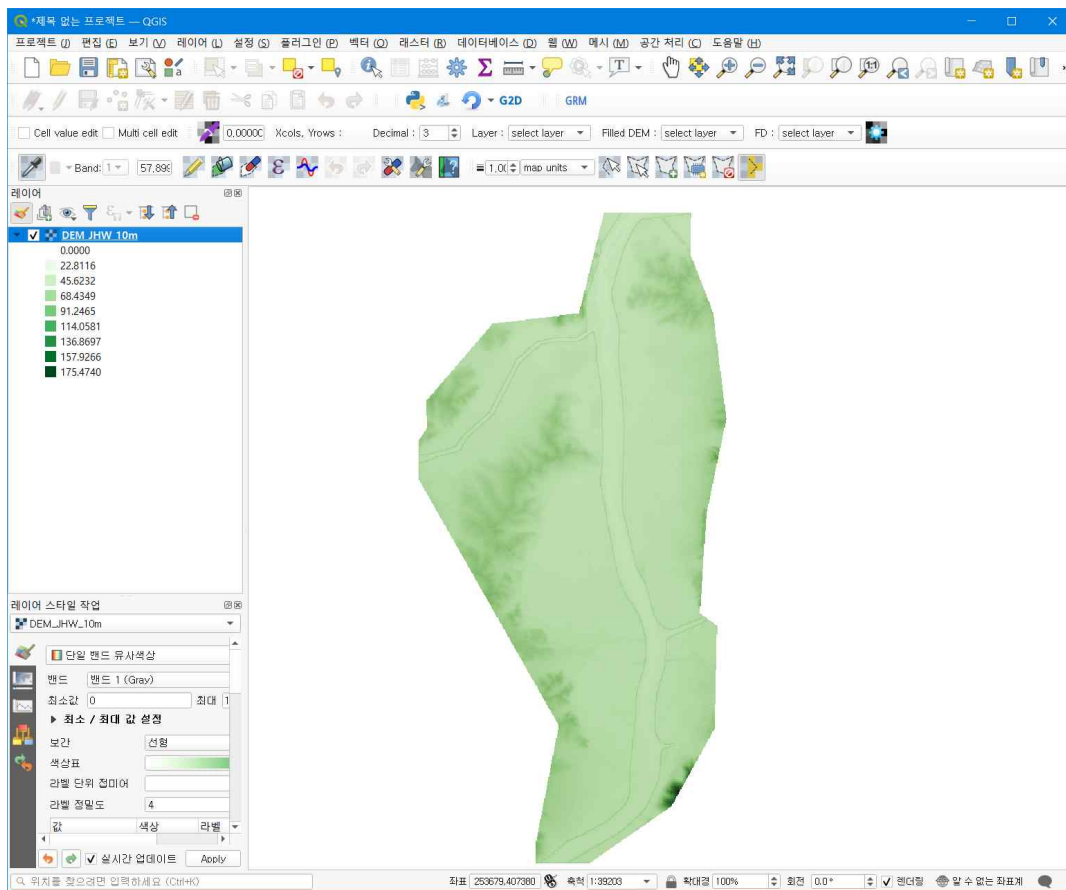 *제목 없는 프로젝트 — QGIS
프로젝트 (J) 편집 (E) 보기 (V) 레이어 (L) 설정 (S) 플러그인 (P) 벡터 (O) 래스터 (R) 데이터베이스 (D) 웹 (W) 메시 (M) 공간 처리 (C) 도움말 (H)
G2D GRM
Cell value edit Multi cell edit 0,0000 Xcols, Yrows : Decimal : 3 Layer : select layer Filled DEM : select layer FD : select layer
Band: 1 57,899 1,0 map units
레이어
DEM_JHW_10m
0.0000
22.8116
45.6232
68.4349
91.2465
114.0581
136.8697
157.9266
175.4740
레이어 스타일 작업
DEM_JHW_10m
단일 밴드 유사색상
밴드 밴드 1 (Gray)
최소값 0 최대 1
최소 / 최대 값 설정
보간 선형
색상표
라벨 단위 접미어
라벨 정밀도 4
값 색상 라벨
실시간 업데이트 Apply
위치를 찾으려면 입력하세요 (Ctrl+K) 좌표 253679,407380 축척 1:39203 확대경 100% 회전 0.0° 렌더링 알 수 없는 좌표계